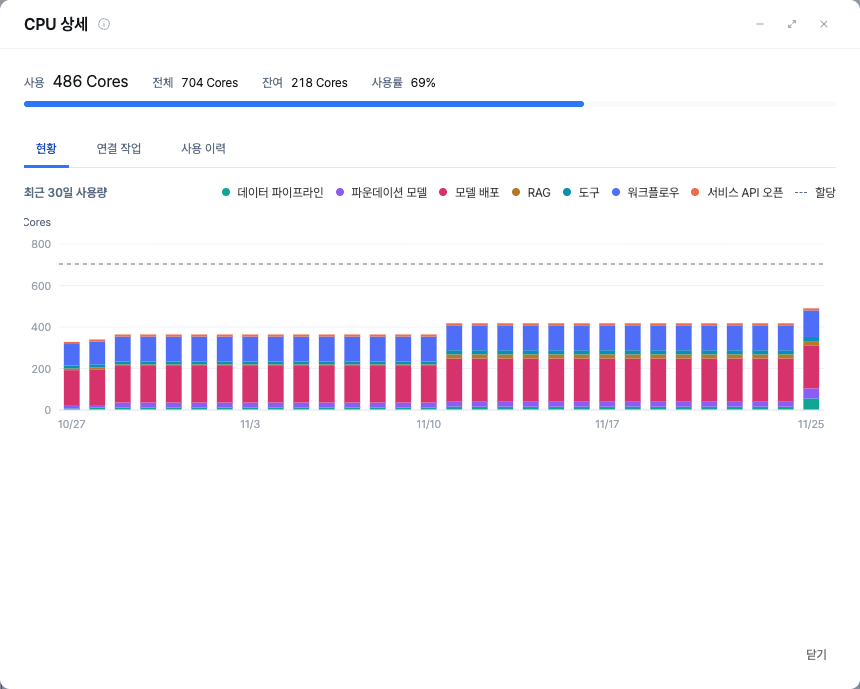 CPU 상세
사용 486 Cores 전체 704 Cores 잔여 218 Cores 사용률 69%
현황 연결 작업 사용 이력
최근 30일 사용량 데이터 파이프라인 파운데이션 모델 모델 배포 RAG 도구 워크플로우 서비스 API 오픈 할당
Cores
800
600
400
200
0
10/27 11/3 11/10 11/17 11/25
닫기